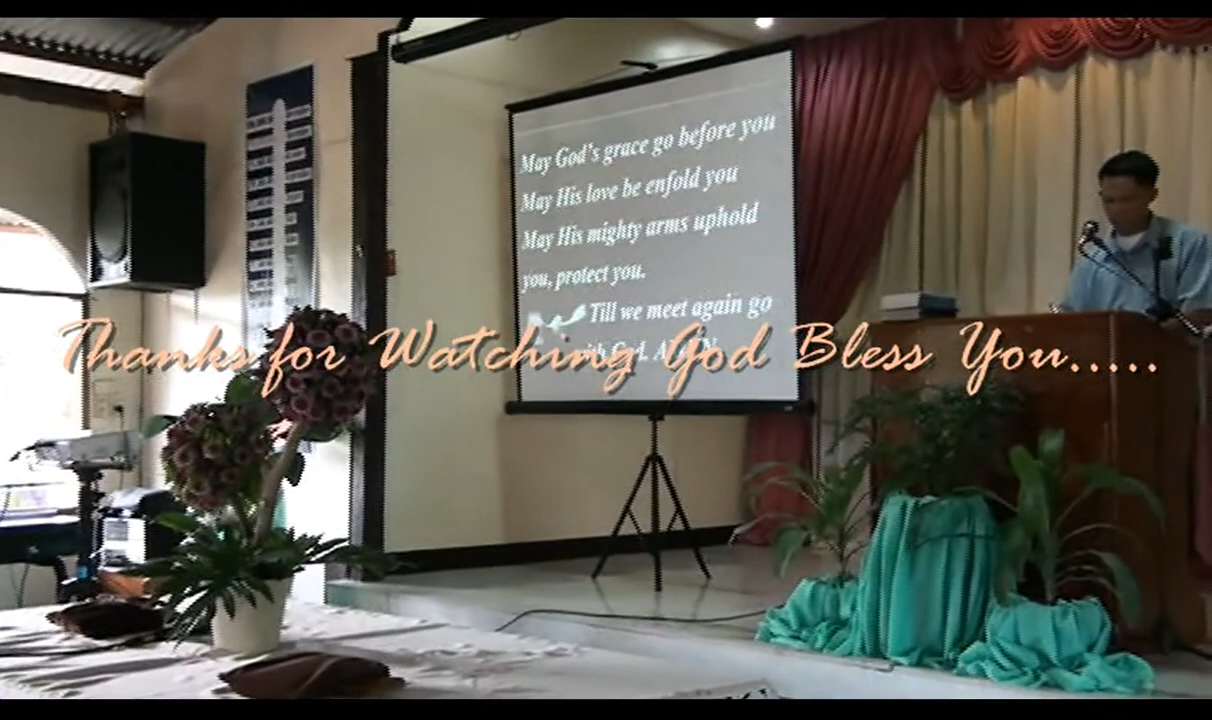 May God's grace go before you
May His love be enfold you
May His mighty arms uphold
you, protect you.
Till we meet again go
Thanks for Watching God Bless You.....